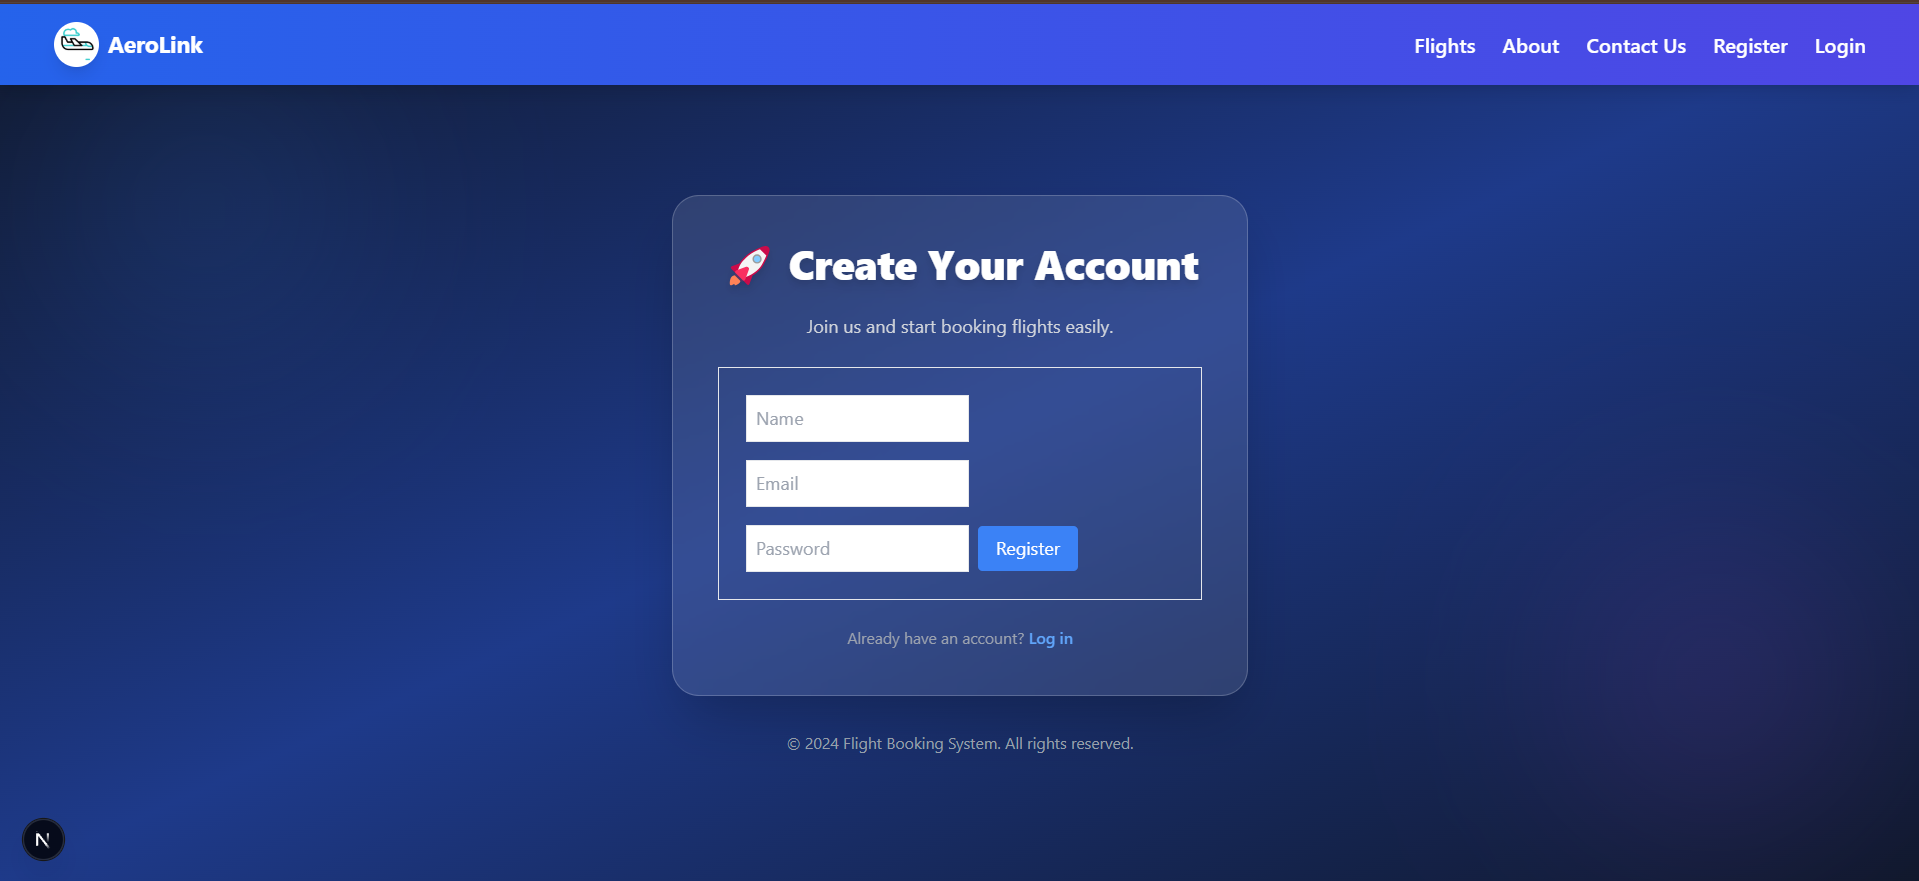 AeroLink
Flights About Contact Us Register Login
🚀 Create Your Account
Join us and start booking flights easily.
Name
Email
Password
Register
Already have an account? Log in
© 2024 Flight Booking System. All rights reserved.
N